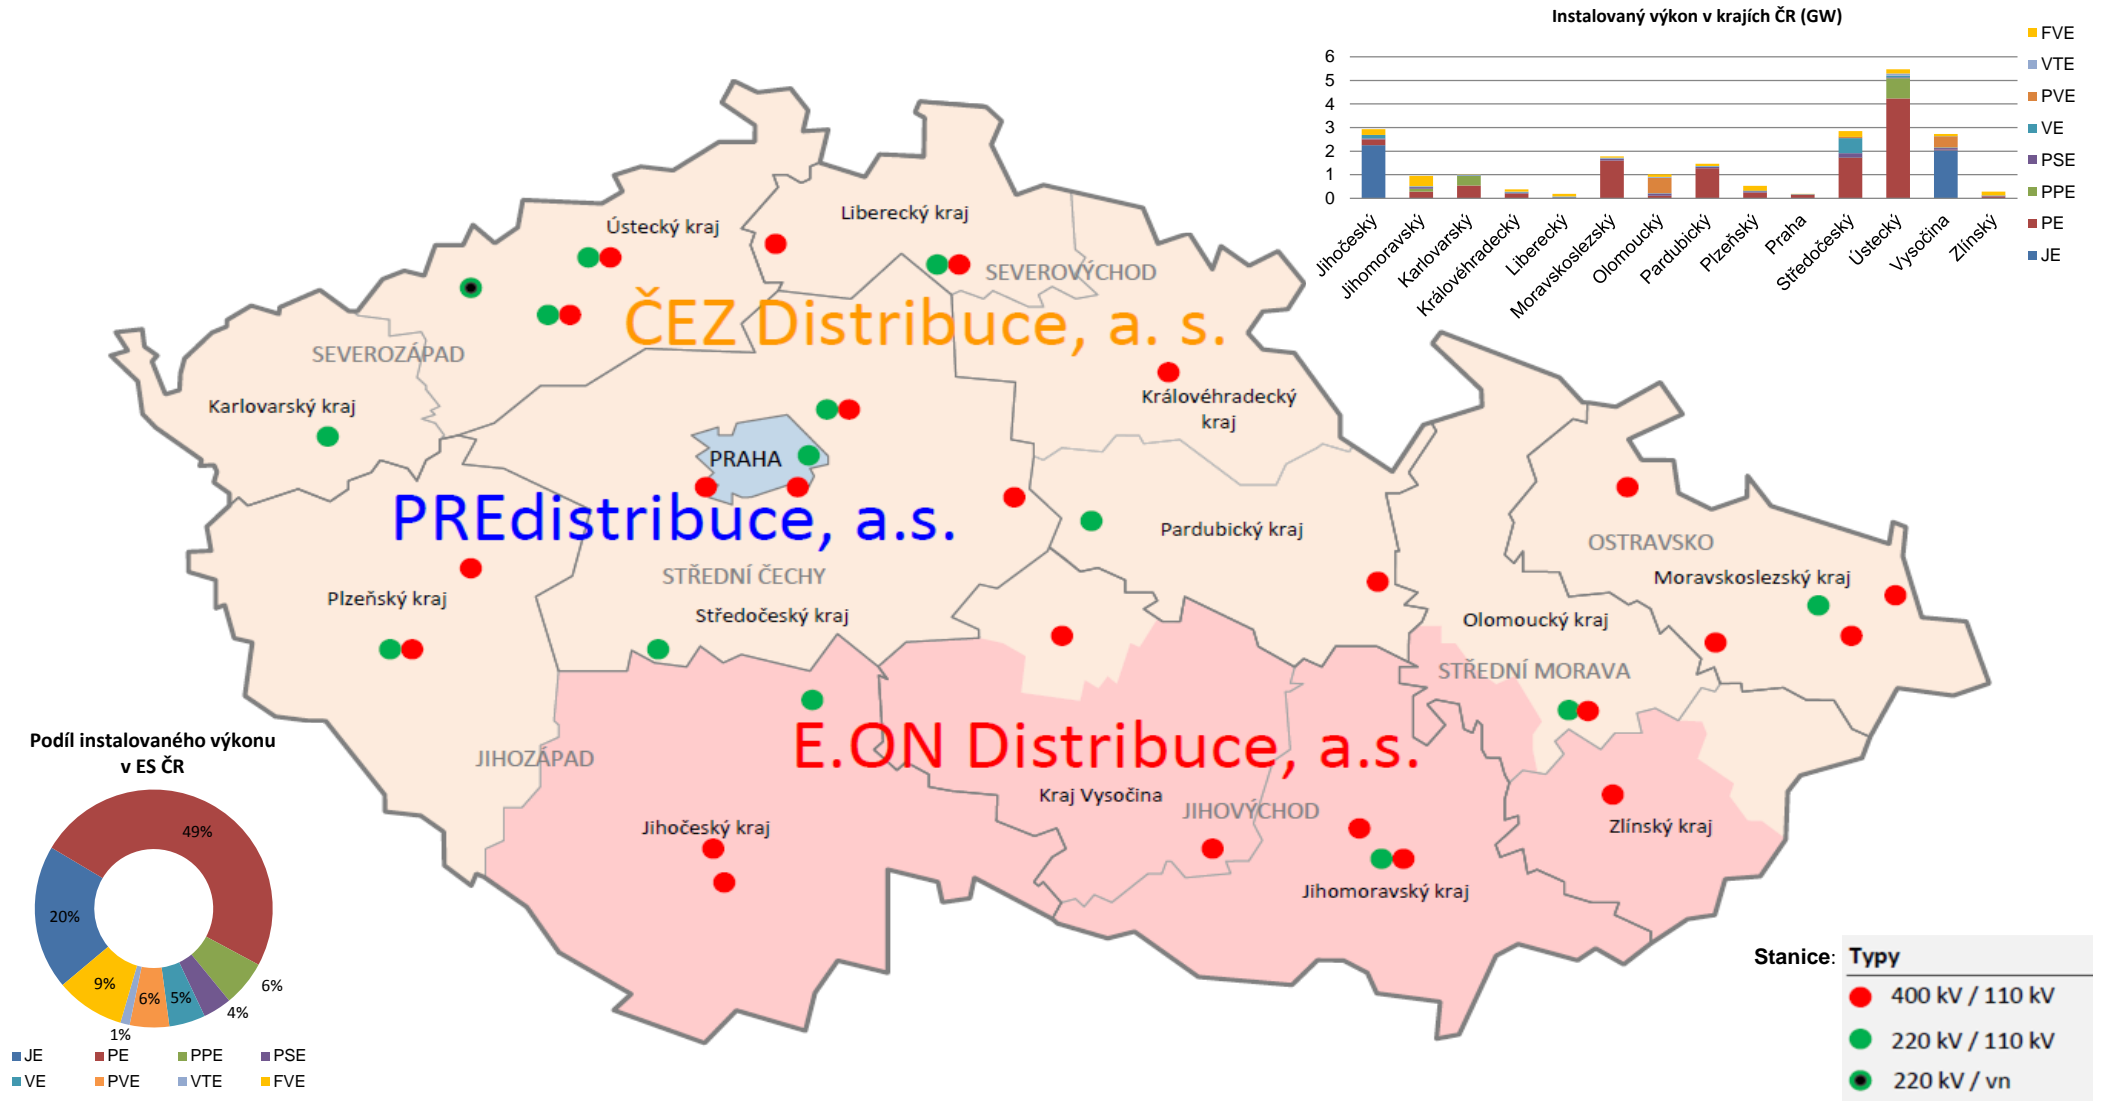 Instalovaný výkon v krajích ČR (GW)
6
5
4
3
2
1
0
Jihočeský
Jihomoravský
Karlovarský
Královéhradecký
Liberecký
Moravskoslezský
Olomoucký
Pardubický
Plzeňský
Praha
Středočeský
Ústecký
Vysočina
Zlínský
FVE
VTE
PVE
VE
PSE
PPE
PE
JE
Liberecký kraj
Ústecký kraj
SEVEROVÝCHOD
ČEZ Distribuce, a. s.
SEVEROZÁPAD
Karlovarský kraj
Královéhradecký
kraj
PRAHA
PREdistribuce, a.s.
Pardubický kraj
OSTRAVSKO
STŘEDNÍ ČECHY
Moravskoslezský kraj
Plzeňský kraj
Středočeský kraj
Olomoucký kraj
STŘEDNÍ MORAVA
E.ON Distribuce, a.s.
JIHOZÁPAD
Kraj Vysočina
JIHOVÝCHOD
Jihočeský kraj
Zlínský kraj
Jihomoravský kraj
Podíl instalovaného výkonu
v ES ČR
49%
20%
9%
1%
6%
5%
4%
6%
JE PE PPE PSE
VE PVE VTE FVE
Stanice: Typy
400 kV / 110 kV
220 kV / 110 kV
220 kV / vn